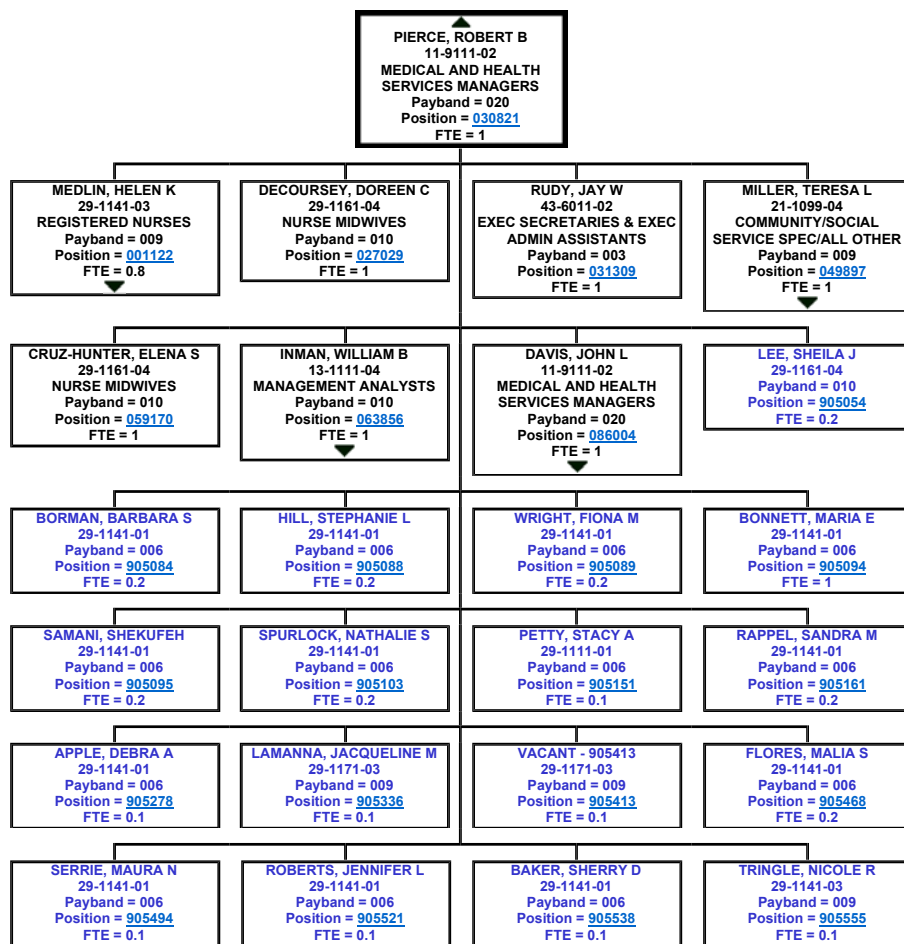 PIERCE, ROBERT B
11-9111-02
MEDICAL AND HEALTH
SERVICES MANAGERS
Payband = 020
Position = 030821
FTE = 1
MEDLIN, HELEN K
29-1141-03
REGISTERED NURSES
Payband = 009
Position = 001122
FTE = 0.8
DECOURSEY, DOREEN C
29-1161-04
NURSE MIDWIVES
Payband = 010
Position = 027029
FTE = 1
RUDY, JAY W
43-6011-02
EXEC SECRETARIES & EXEC
ADMIN ASSISTANTS
Payband = 003
Position = 031309
FTE = 1
MILLER, TERESA L
21-1099-04
COMMUNITY/SOCIAL
SERVICE SPEC/ALL OTHER
Payband = 009
Position = 049897
FTE = 1
CRUZ-HUNTER, ELENA S
29-1161-04
NURSE MIDWIVES
Payband = 010
Position = 059170
FTE = 1
INMAN, WILLIAM B
13-1111-04
MANAGEMENT ANALYSTS
Payband = 010
Position = 063856
FTE = 1
DAVIS, JOHN L
11-9111-02
MEDICAL AND HEALTH
SERVICES MANAGERS
Payband = 020
Position = 086004
FTE = 1
LEE, SHEILA J
29-1161-04
Payband = 010
Position = 905054
FTE = 0.2
BORMAN, BARBARA S
29-1141-01
Payband = 006
Position = 905084
FTE = 0.2
HILL, STEPHANIE L
29-1141-01
Payband = 006
Position = 905088
FTE = 0.2
WRIGHT, FIONA M
29-1141-01
Payband = 006
Position = 905089
FTE = 0.2
BONNETT, MARIA E
29-1141-01
Payband = 006
Position = 905094
FTE = 1
SAMANI, SHEKUFEH
29-1141-01
Payband = 006
Position = 905095
FTE = 0.2
SPURLOCK, NATHALIE S
29-1141-01
Payband = 006
Position = 905103
FTE = 0.2
PETTY, STACY A
29-1111-01
Payband = 006
Position = 905151
FTE = 0.1
RAPPEL, SANDRA M
29-1141-01
Payband = 006
Position = 905161
FTE = 0.2
APPLE, DEBRA A
29-1141-01
Payband = 006
Position = 905278
FTE = 0.1
LAMANNA, JACQUELINE M
29-1171-03
Payband = 009
Position = 905336
FTE = 0.1
VACANT - 905413
29-1171-03
Payband = 009
Position = 905413
FTE = 0.1
FLORES, MALIA S
29-1141-01
Payband = 006
Position = 905468
FTE = 0.2
SERRIE, MAURA N
29-1141-01
Payband = 006
Position = 905494
FTE = 0.1
ROBERTS, JENNIFER L
29-1141-01
Payband = 006
Position = 905521
FTE = 0.1
BAKER, SHERRY D
29-1141-01
Payband = 006
Position = 905538
FTE = 0.1
TRINGLE, NICOLE R
29-1141-03
Payband = 009
Position = 905555
FTE = 0.1